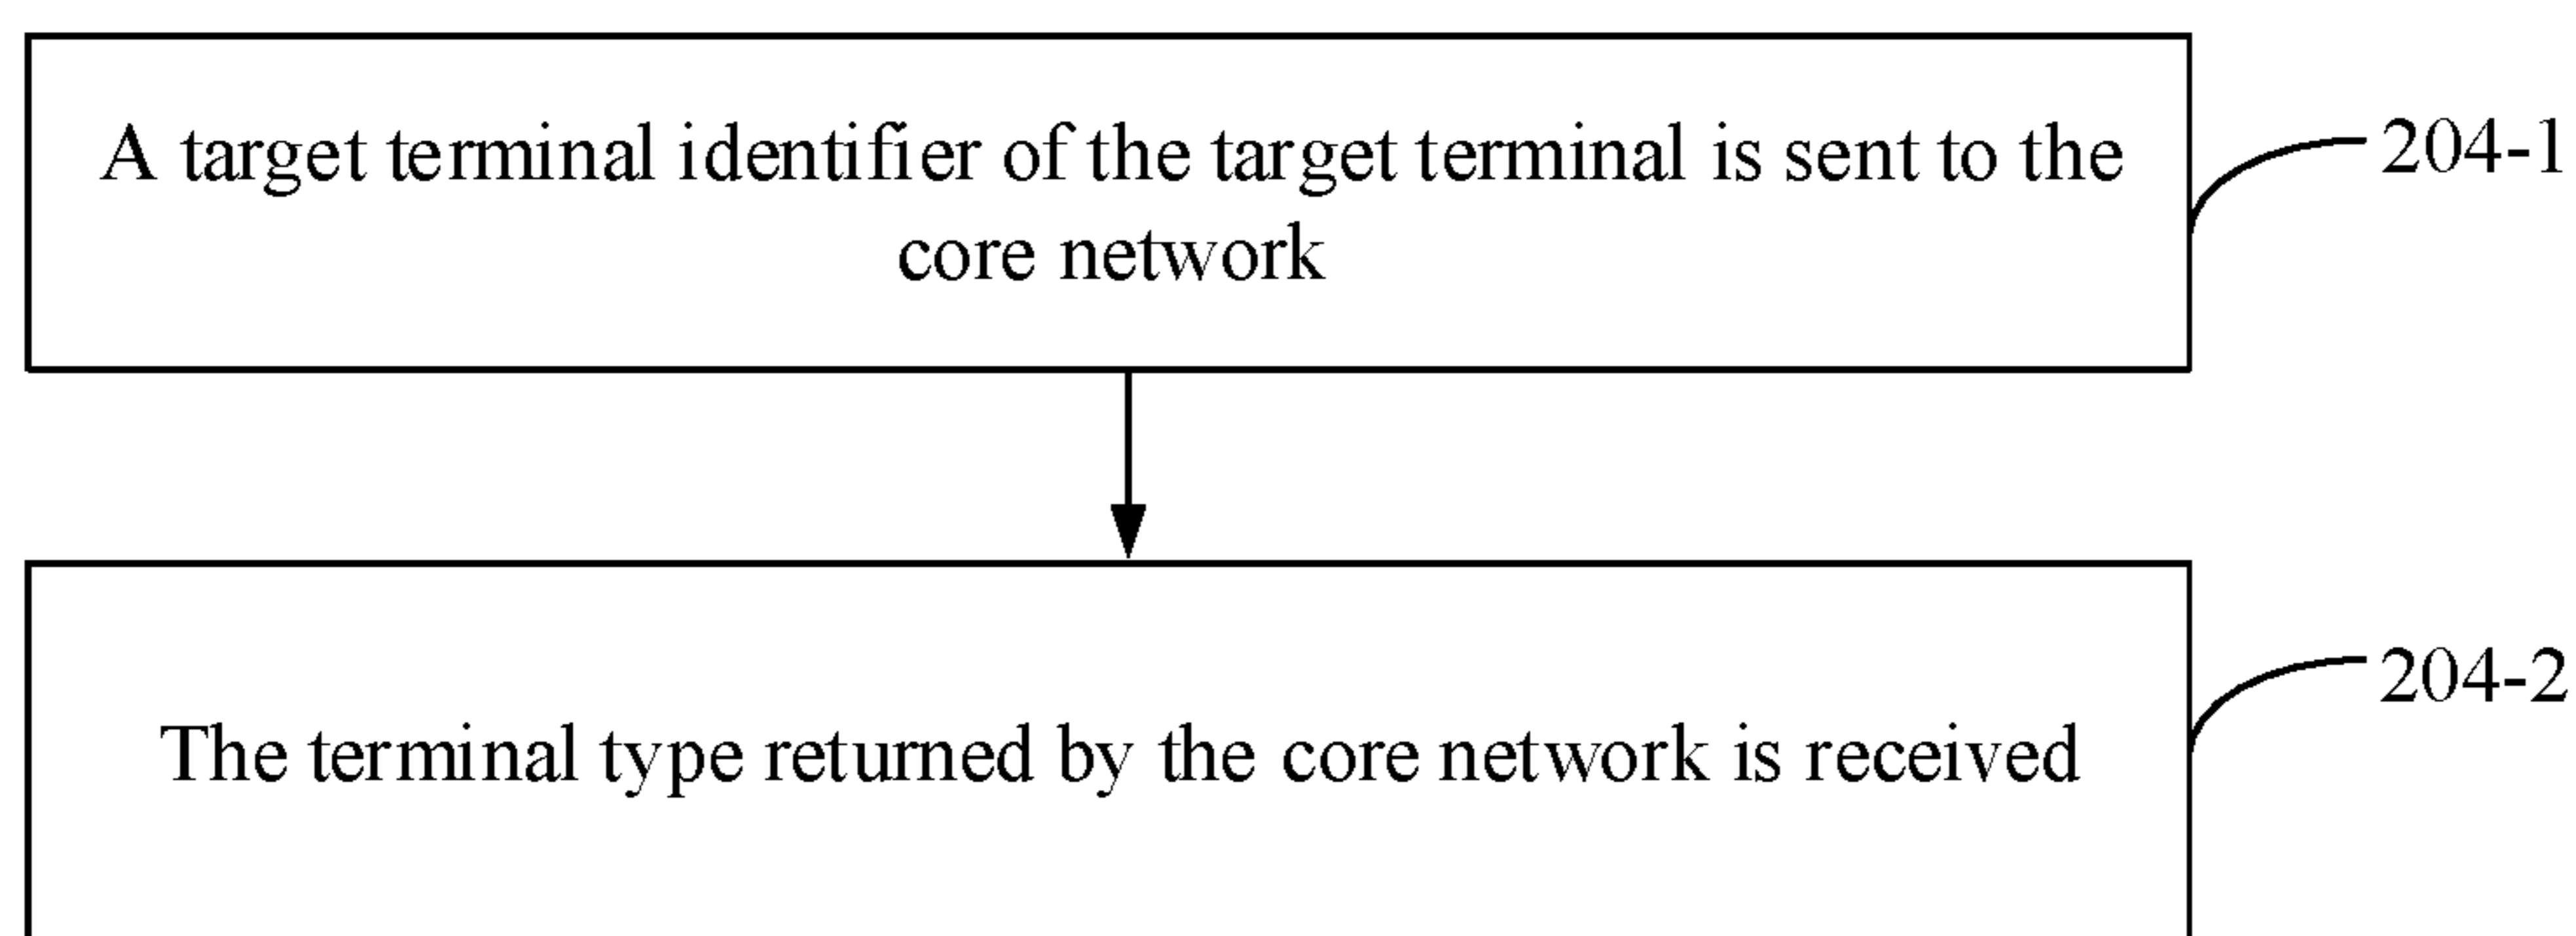 A target terminal identifier of the target terminal is sent to the
core network
204-1
The terminal type returned by the core network is received
204-2